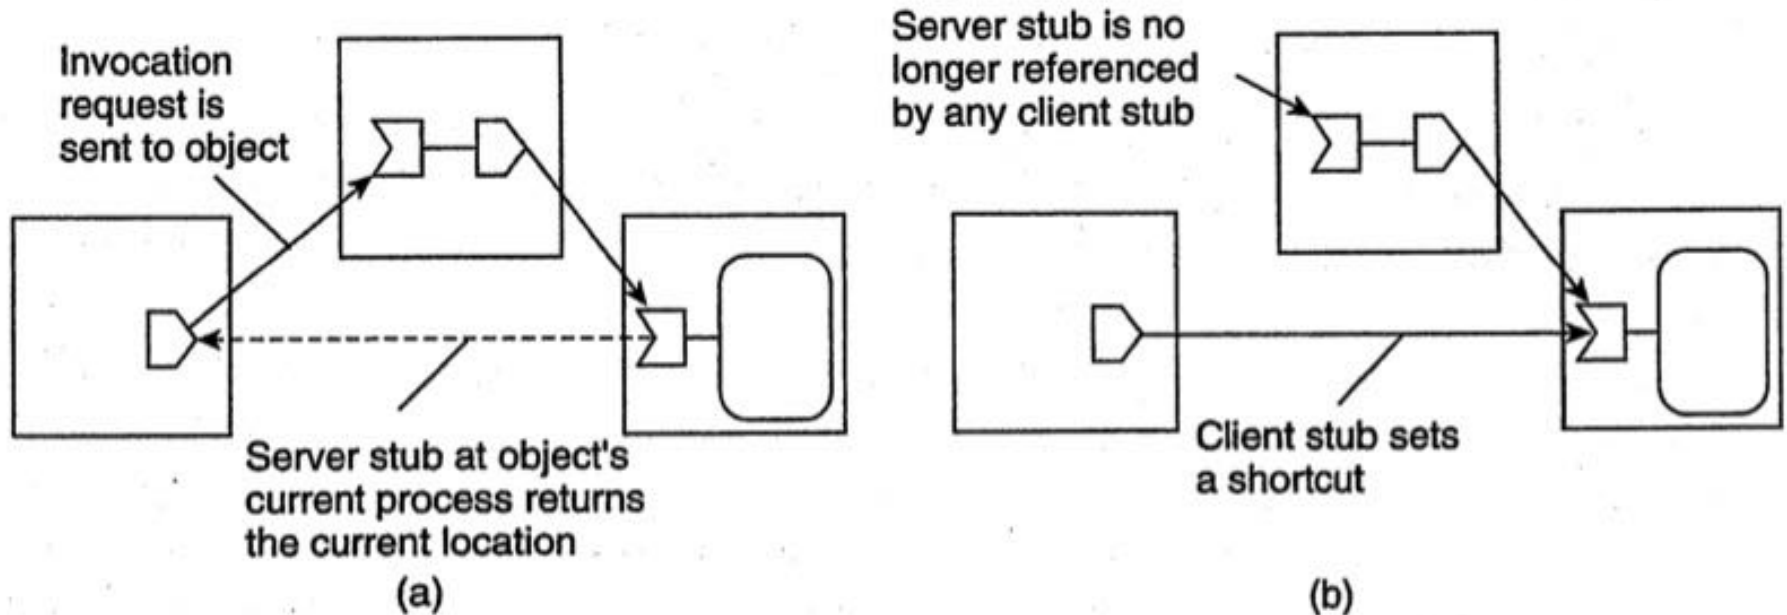 Invocation
request is
sent to object
Server stub at object's
current process returns
the current location
(a)
Server stub is no
longer referenced
by any client stub
Client stub sets
a shortcut
(b)